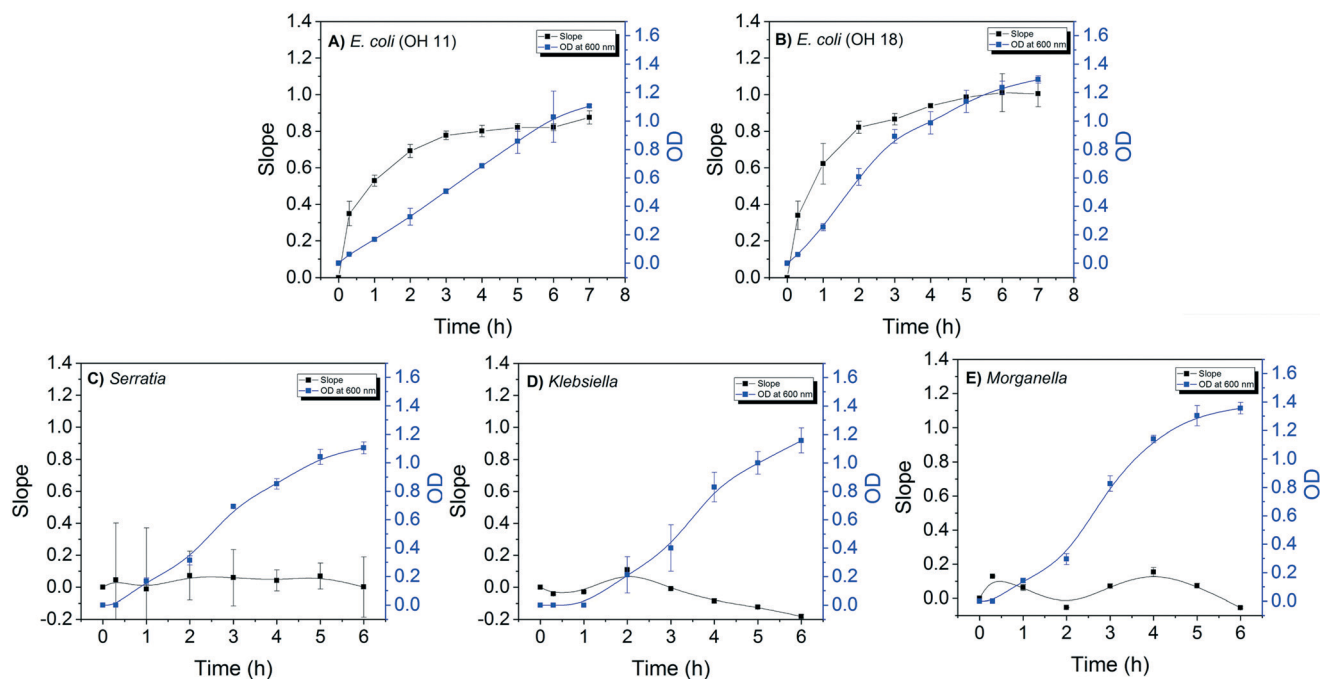 A) E. coli (OH 11)
Slope
OD at 600 nm
1.4
1.2
1.0
0.8
0.6
0.4
0.2
0.0
Slope
1.6
1.4
1.2
1.0
0.8
0.6
0.4
0.2
0.0
OD
0 1 2 3 4 5 6 7 8
Time (h)
B) E. coli (OH 18)
Slope
OD at 600 nm
1.4
1.2
1.0
0.8
0.6
0.4
0.2
0.0
Slope
1.6
1.4
1.2
1.0
0.8
0.6
0.4
0.2
0.0
OD
0 1 2 3 4 5 6 7 8
Time (h)
C) Serratia
Slope
OD at 600 nm
1.4
1.2
1.0
0.8
0.6
0.4
0.2
0.0
-0.2
Slope
1.6
1.4
1.2
1.0
0.8
0.6
0.4
0.2
0.0
OD
0 1 2 3 4 5 6
Time (h)
D) Klebsiella
Slope
OD at 600 nm
1.4
1.2
1.0
0.8
0.6
0.4
0.2
0.0
-0.2
Slope
1.6
1.4
1.2
1.0
0.8
0.6
0.4
0.2
0.0
OD
0 1 2 3 4 5 6
Time (h)
E) Morganella
Slope
OD at 600 nm
1.4
1.2
1.0
0.8
0.6
0.4
0.2
0.0
Slope
1.6
1.4
1.2
1.0
0.8
0.6
0.4
0.2
0.0
OD
0 1 2 3 4 5 6
Time (h)